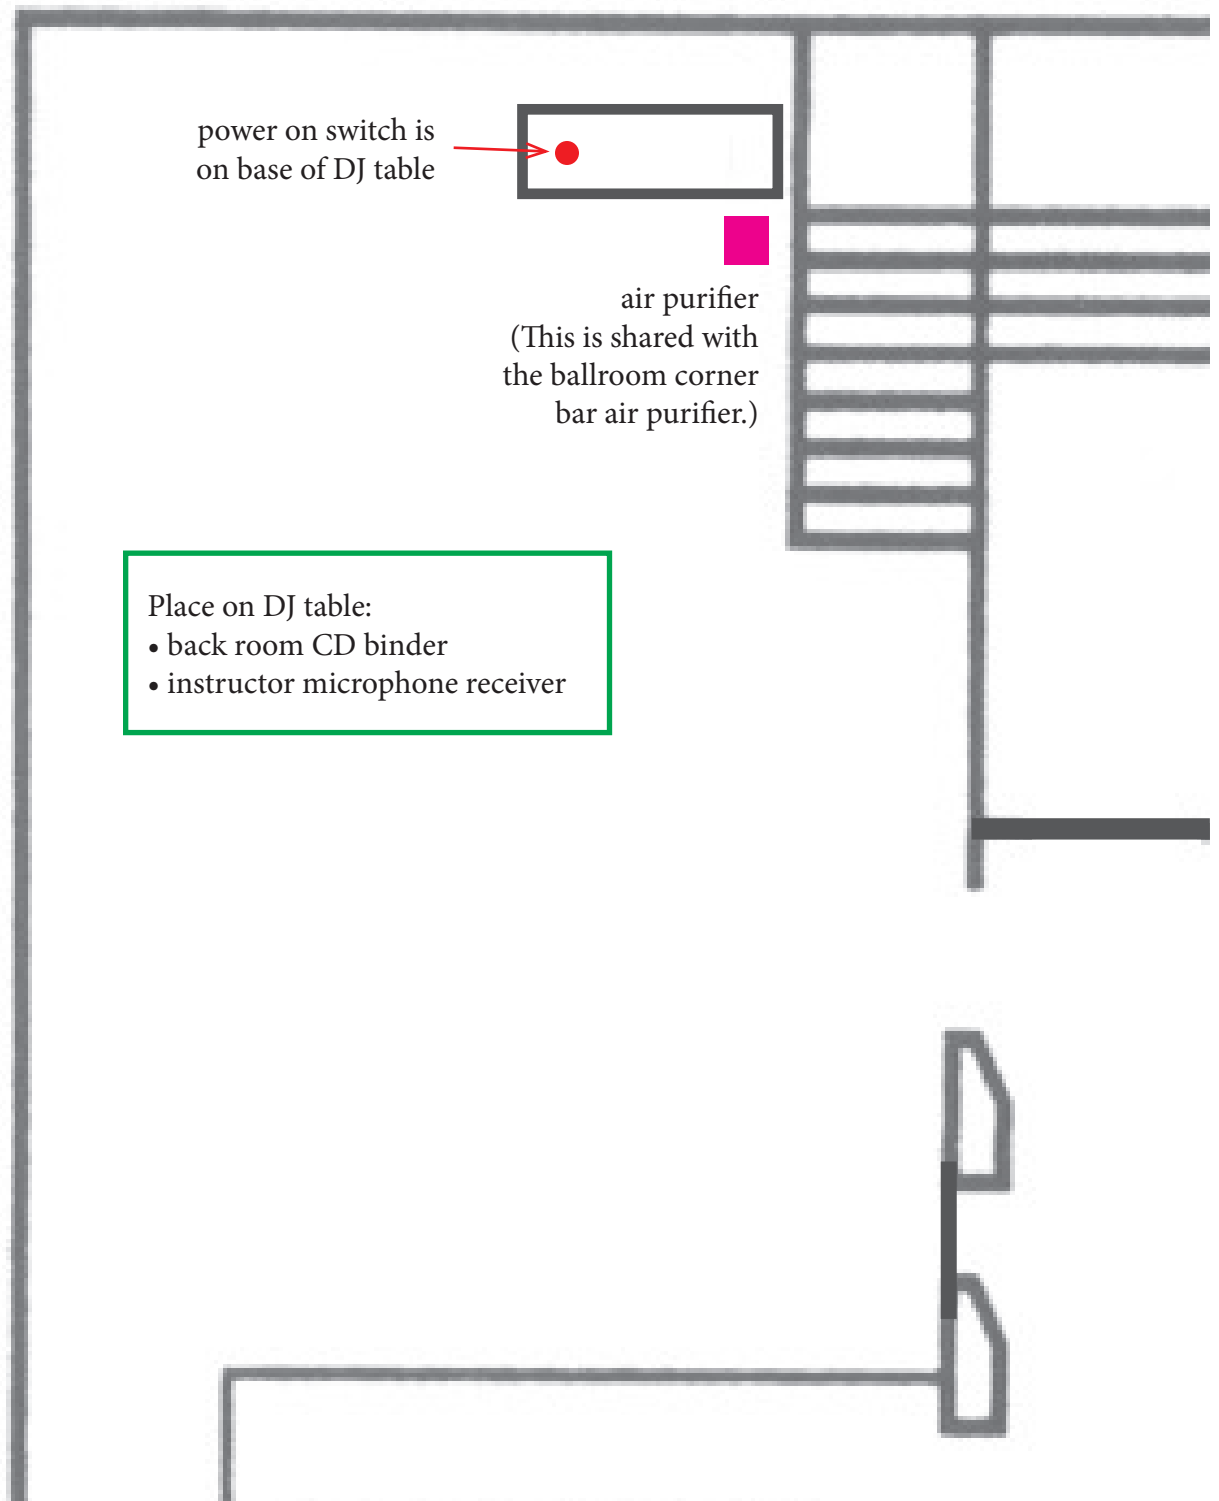 power on switch is
on base of DJ table
air purifier
(This is shared with
the ballroom corner
bar air purifier.)
Place on DJ table:
• back room CD binder
• instructor microphone receiver